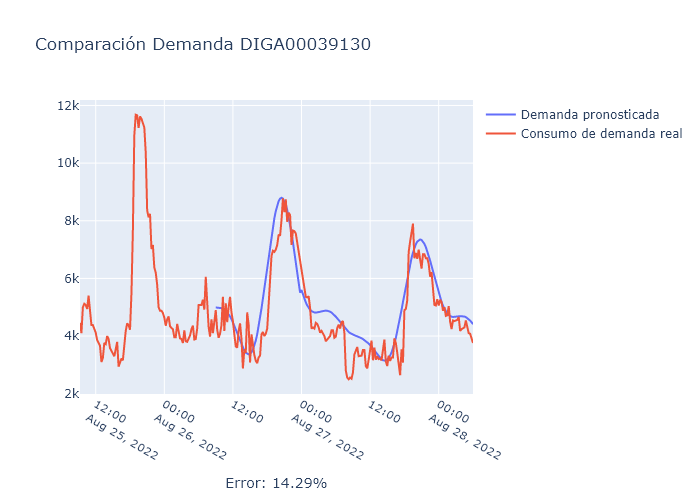 Comparación Demanda DIGA00039130
Demanda pronosticada
Consumo de demanda real
12k
10k
8k
6k
4k
2k
12:00
Aug 25, 2022
00:00
Aug 26, 2022
12:00
00:00
Aug 27, 2022
12:00
00:00
Aug 28, 2022
Error: 14.29%